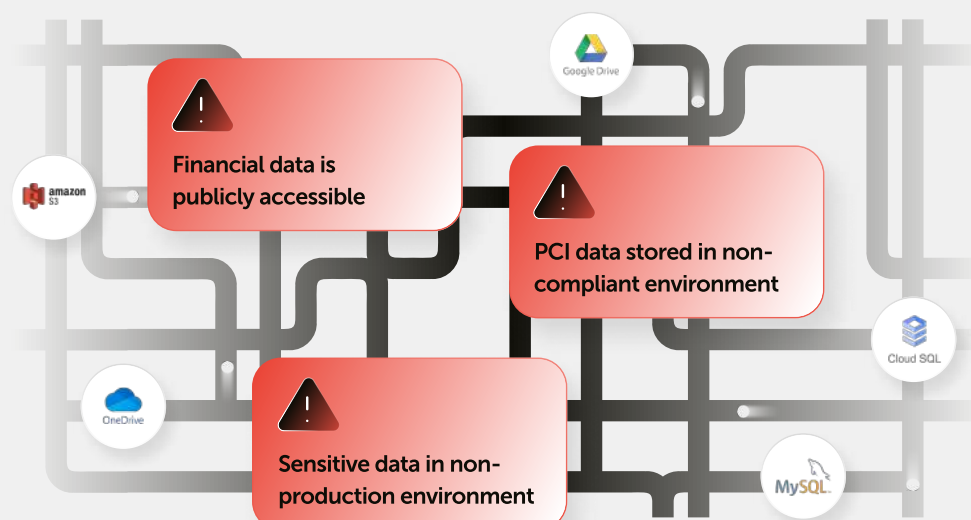 Google Drive
Financial data is
publicly accessible
amazon
S3
PCI data stored in non-
compliant environment
Cloud SQL
OneDrive
Sensitive data in non-
production environment
MySQL